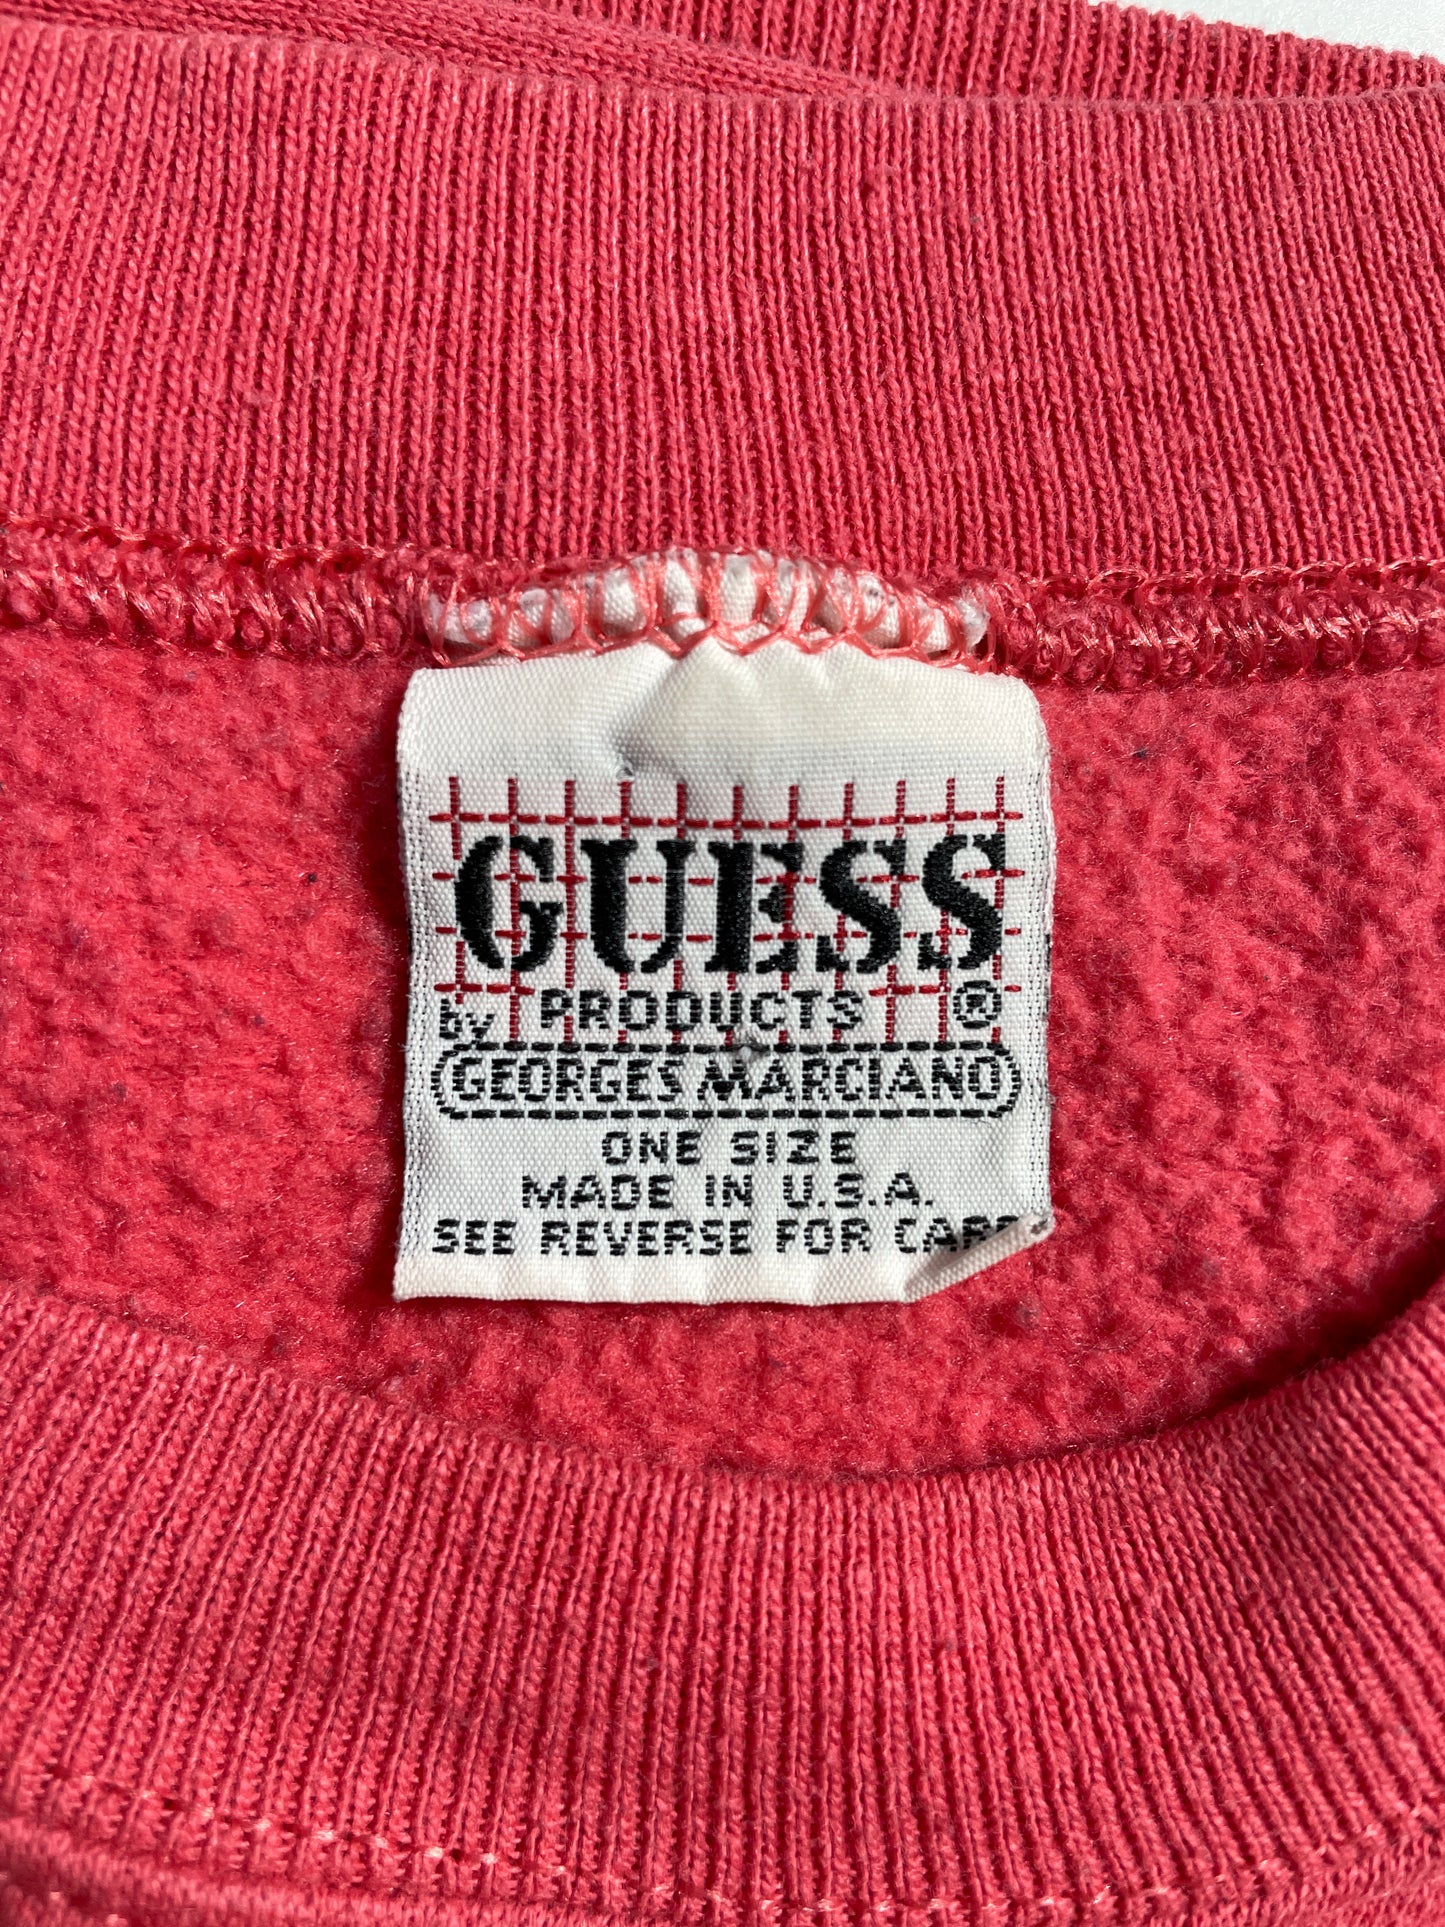 GUESS
by PRODUCTS ®
GEORGES MARCIANO
ONE SIZE
MADE IN U.S.A.
SEE REVERSE FOR